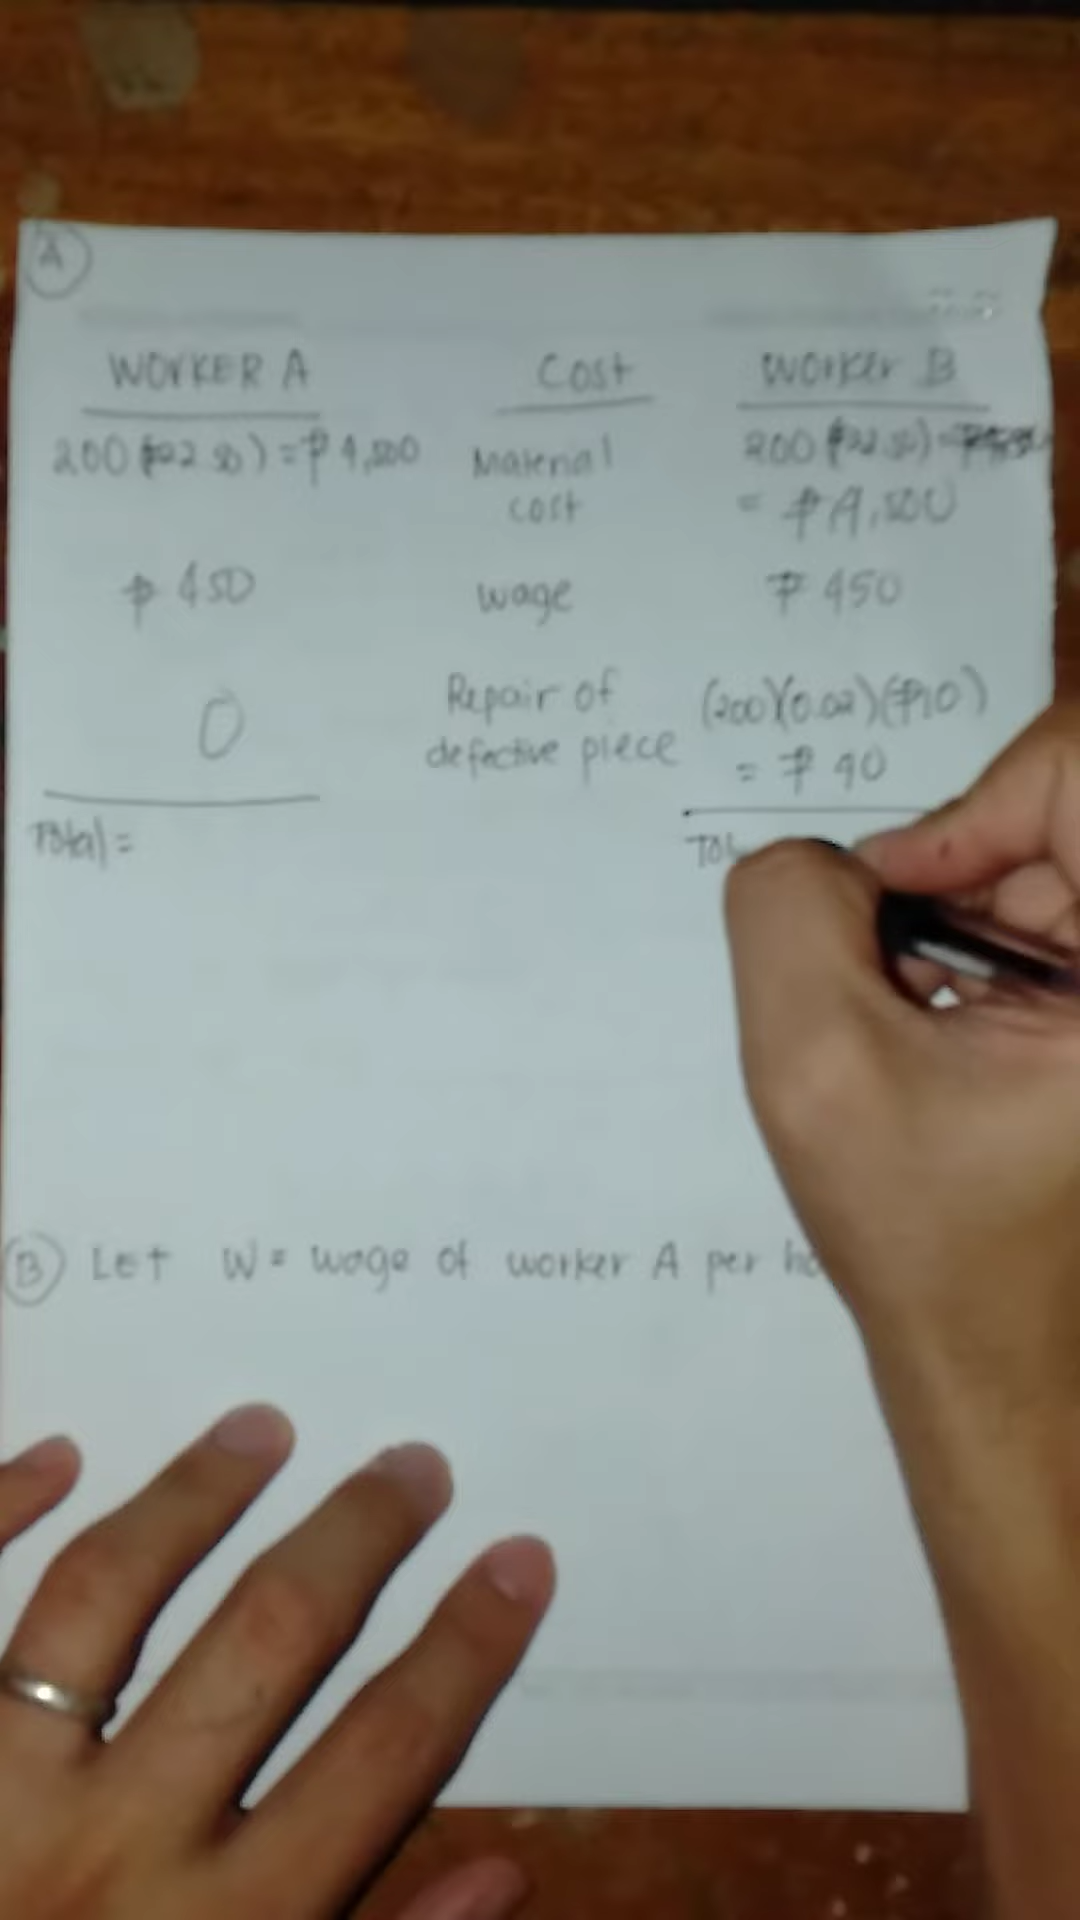 A
WORKER A Cost Worker B
200 (₱22.50) = ₱4,500 Material cost 200 (₱22.50)
= ₱4,500
₱450 wage ₱450
0 Repair of defective piece (200)(0.02)(₱10)
= ₱40
Total =
B Let W = wage of worker A per